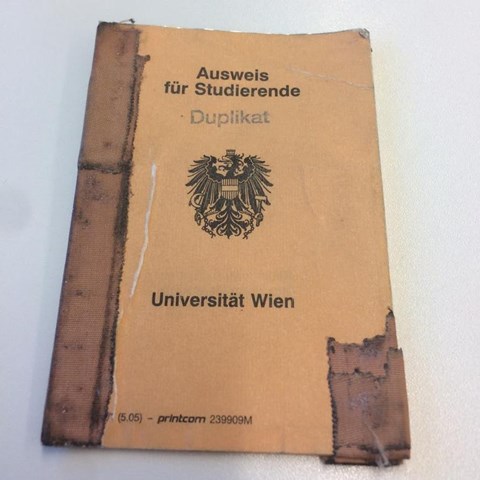 Ausweis
für Studierende
Duplikat
Universität Wien
(5.05) – printcom 239909M